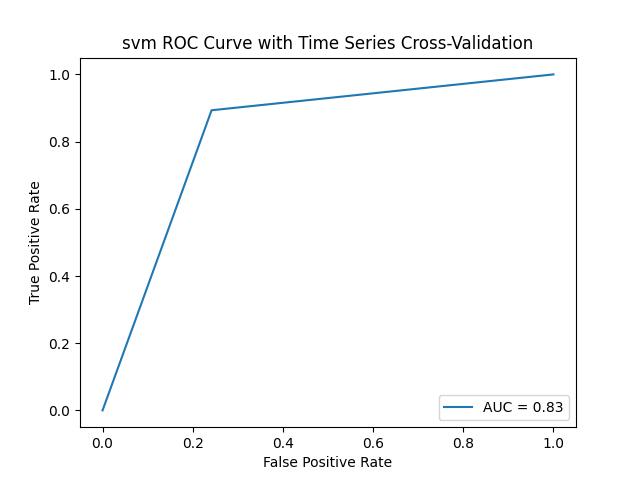 svm ROC Curve with Time Series Cross-Validation
True Positive Rate
1.0
0.8
0.6
0.4
0.2
0.0
AUC = 0.83
0.0 0.2 0.4 0.6 0.8 1.0
False Positive Rate